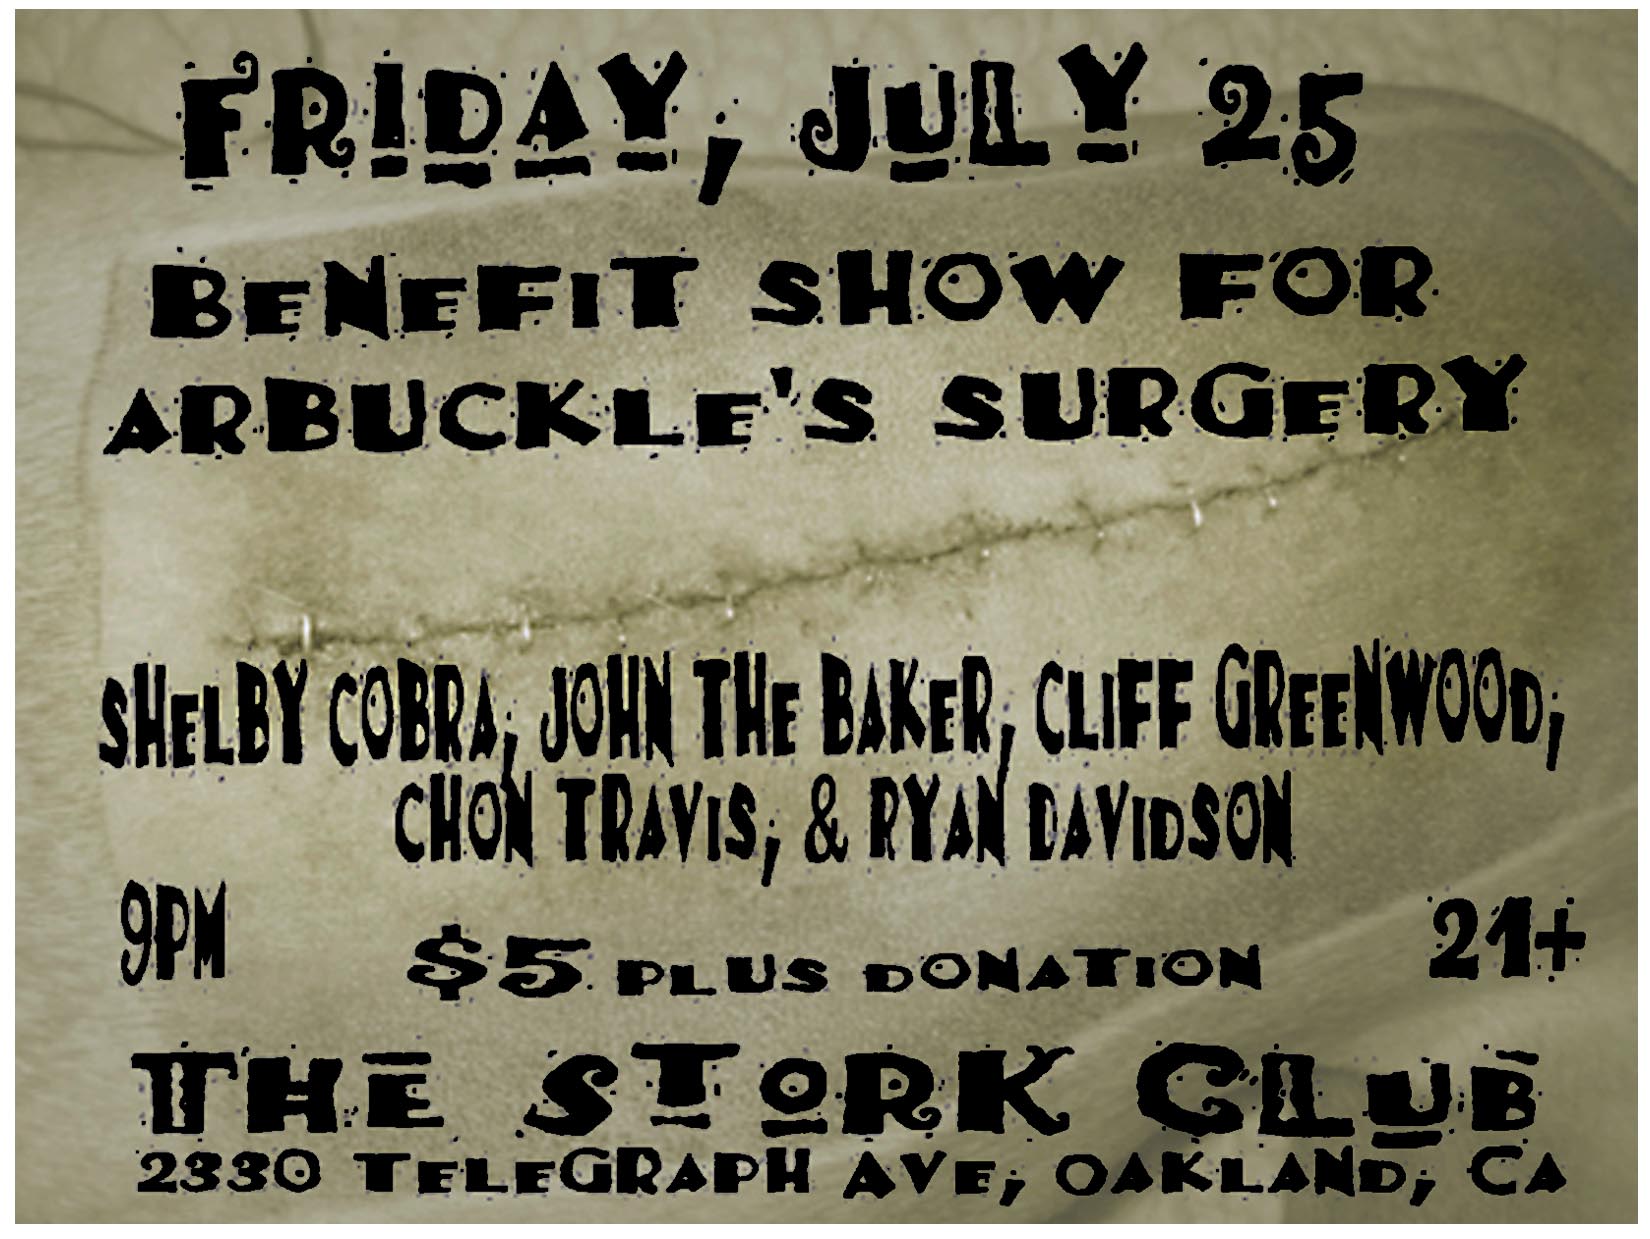 FRIDAY, JULY 25
BENEFIT SHOW FOR
ARBUCKLE'S SURGERY
SHELBY COBRA, JOHN THE BAKER, CLIFF GREENWOOD,
CHON TRAVIS, & RYAN DAVIDSON
9PM
$5 PLUS DONATION
21+
THE STORK CLUB
2330 TELEGRAPH AVE, OAKLAND, CA